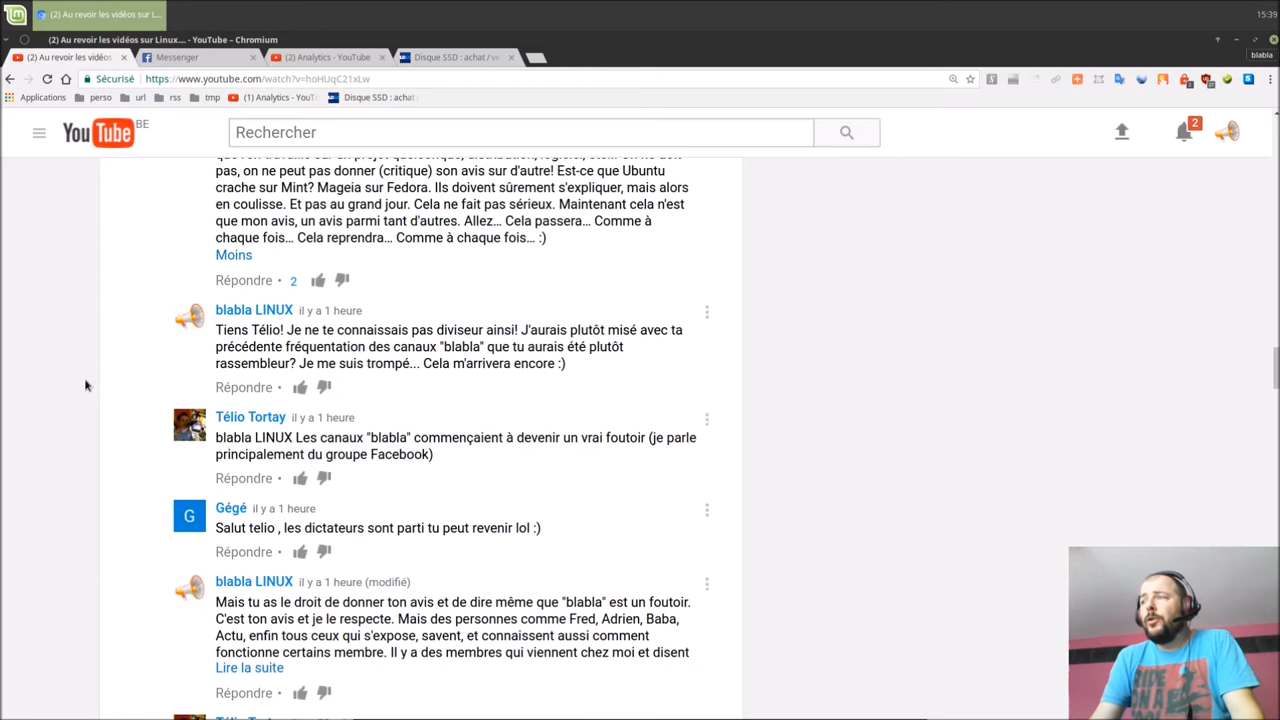 (2) Au revoir les vidéos sur L...
15:39
(2) Au revoir les vidéos sur Linux.... - YouTube – Chromium
(2) Au revoir les vidéos
Messenger
(2) Analytics - YouTube
Disque SSD : achat / ve
blabla
Sécurisé
https://www.youtube.com/watch?v=hoHUqC21xLw
Applications
perso
url
rss
tmp
(1) Analytics - YouT
Disque SSD : achat
YouTube BE
Rechercher
2
pas, on ne peut pas donner (critique) son avis sur d'autre! Est-ce que Ubuntu
crache sur Mint? Mageia sur Fedora. Ils doivent sûrement s'expliquer, mais alors
en coulisse. Et pas au grand jour. Cela ne fait pas sérieux. Maintenant cela n'est
que mon avis, un avis parmi tant d'autres. Allez... Cela passera... Comme à
chaque fois... Cela reprendra... Comme à chaque fois... :)
Moins
Répondre • 2
blabla LINUX il y a 1 heure
Tiens Télio! Je ne te connaissais pas diviseur ainsi! J'aurais plutôt misé avec ta
précédente fréquentation des canaux "blabla" que tu aurais été plutôt
rassembleur? Je me suis trompé... Cela m'arrivera encore :)
Répondre •
Télio Tortay il y a 1 heure
blabla LINUX Les canaux "blabla" commençaient à devenir un vrai foutoir (je parle
principalement du groupe Facebook)
Répondre •
G
Gégé il y a 1 heure
Salut telio , les dictateurs sont parti tu peut revenir lol :)
Répondre •
blabla LINUX il y a 1 heure (modifié)
Mais tu as le droit de donner ton avis et de dire même que "blabla" est un foutoir.
C'est ton avis et je le respecte. Mais des personnes comme Fred, Adrien, Baba,
Actu, enfin tous ceux qui s'expose, savent, et connaissent aussi comment
fonctionne certains membre. Il y a des membres qui viennent chez moi et disent
Lire la suite
Répondre •
RIDE
ON A